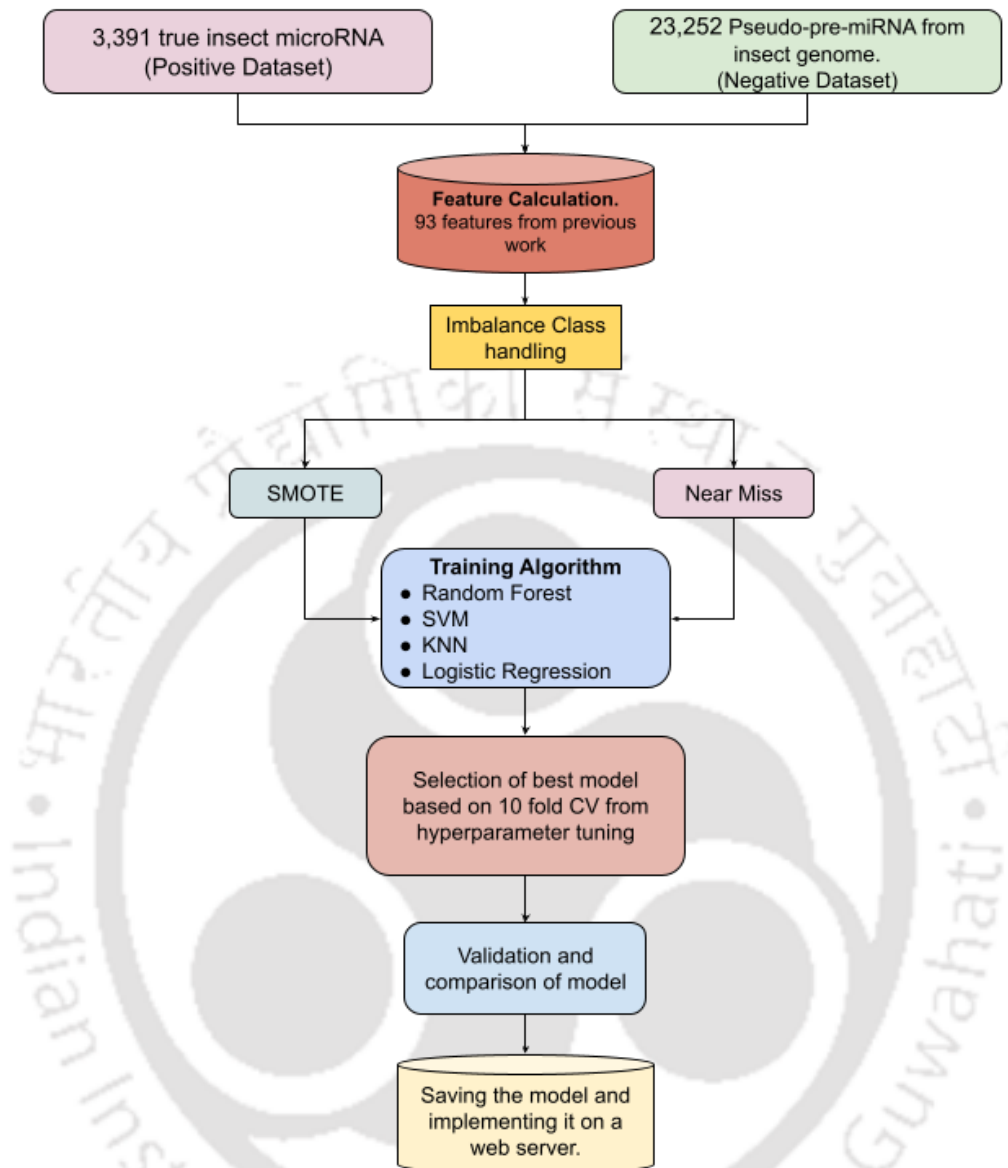 3,391 true insect microRNA
(Positive Dataset)
23,252 Pseudo-pre-miRNA from
insect genome.
(Negative Dataset)
Feature Calculation.
93 features from previous
work
Imbalance Class
handling
SMOTE
Near Miss
Training Algorithm
● Random Forest
● SVM
● KNN
● Logistic Regression
Selection of best model
based on 10 fold CV from
hyperparameter tuning
Validation and
comparison of model
Saving the model and
implementing it on a
web server.
भारतीय प्रौद्योगिकी संस्थान गुवाहाटी
Indian Inst
Guwahati